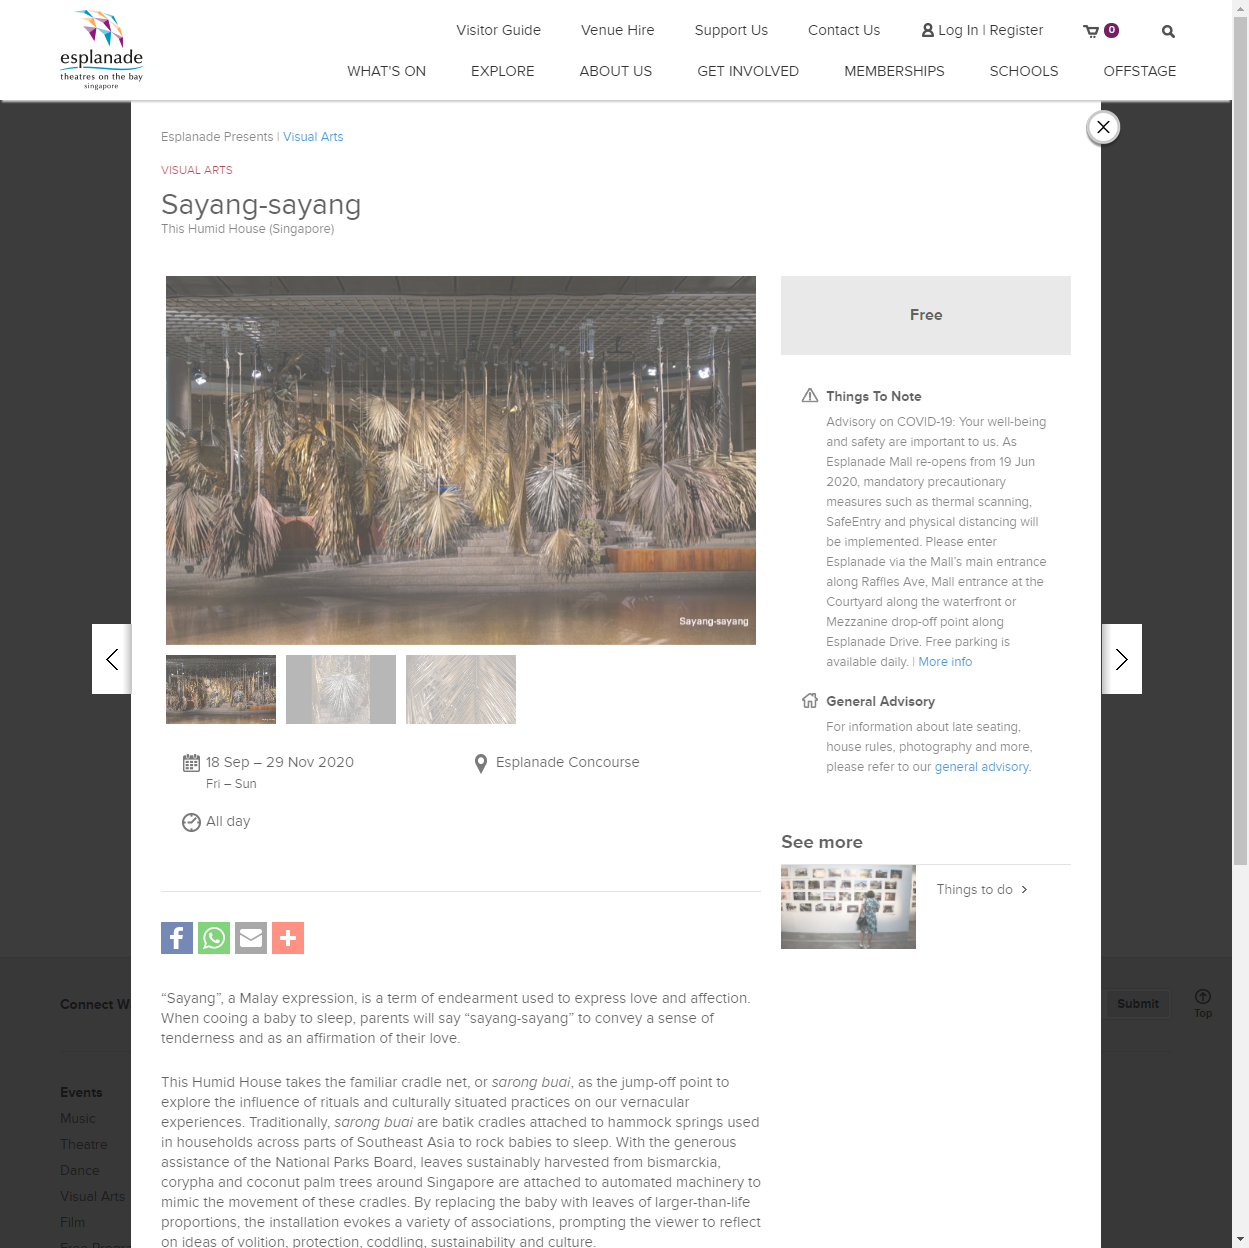 esplanade
theatres on the bay
singapore
Visitor Guide
Venue Hire
Support Us
Contact Us
Log In | Register
0
WHAT'S ON
EXPLORE
ABOUT US
GET INVOLVED
MEMBERSHIPS
SCHOOLS
OFFSTAGE
Esplanade Presents | Visual Arts
VISUAL ARTS
Sayang-sayang
This Humid House (Singapore)
Sayang-sayang
18 Sep – 29 Nov 2020
Fri – Sun
Esplanade Concourse
All day
“Sayang”, a Malay expression, is a term of endearment used to express love and affection.
When cooing a baby to sleep, parents will say “sayang-sayang” to convey a sense of
tenderness and as an affirmation of their love.
This Humid House takes the familiar cradle net, or sarong buai, as the jump-off point to
explore the influence of rituals and culturally situated practices on our vernacular
experiences. Traditionally, sarong buai are batik cradles attached to hammock springs used
in households across parts of Southeast Asia to rock babies to sleep. With the generous
assistance of the National Parks Board, leaves sustainably harvested from bismarckia,
corypha and coconut palm trees around Singapore are attached to automated machinery to
mimic the movement of these cradles. By replacing the baby with leaves of larger-than-life
proportions, the installation evokes a variety of associations, prompting the viewer to reflect
on ideas of volition, protection, coddling, sustainability and culture.
Free
Things To Note
Advisory on COVID-19: Your well-being
and safety are important to us. As
Esplanade Mall re-opens from 19 Jun
2020, mandatory precautionary
measures such as thermal scanning,
SafeEntry and physical distancing will
be implemented. Please enter
Esplanade via the Mall’s main entrance
along Raffles Ave, Mall entrance at the
Courtyard along the waterfront or
Mezzanine drop-off point along
Esplanade Drive. Free parking is
available daily. | More info
General Advisory
For information about late seating,
house rules, photography and more,
please refer to our general advisory.
See more
Things to do
Connect W
Submit
Top
Events
Music
Theatre
Dance
Visual Arts
Film